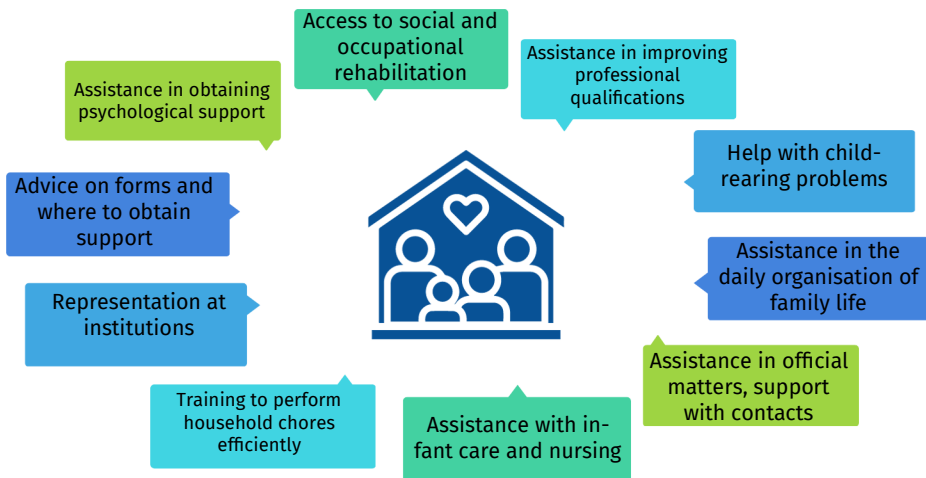 Access to social and
occupational
rehabilitation
Assistance in improving
professional
qualifications
Assistance in obtaining
psychological support
Help with child-
rearing problems
Advice on forms and
where to obtain
support
Assistance in the
daily organisation of
family life
Representation at
institutions
Assistance in official
matters, support
with contacts
Training to perform
household chores
efficiently
Assistance with in-
fant care and nursing